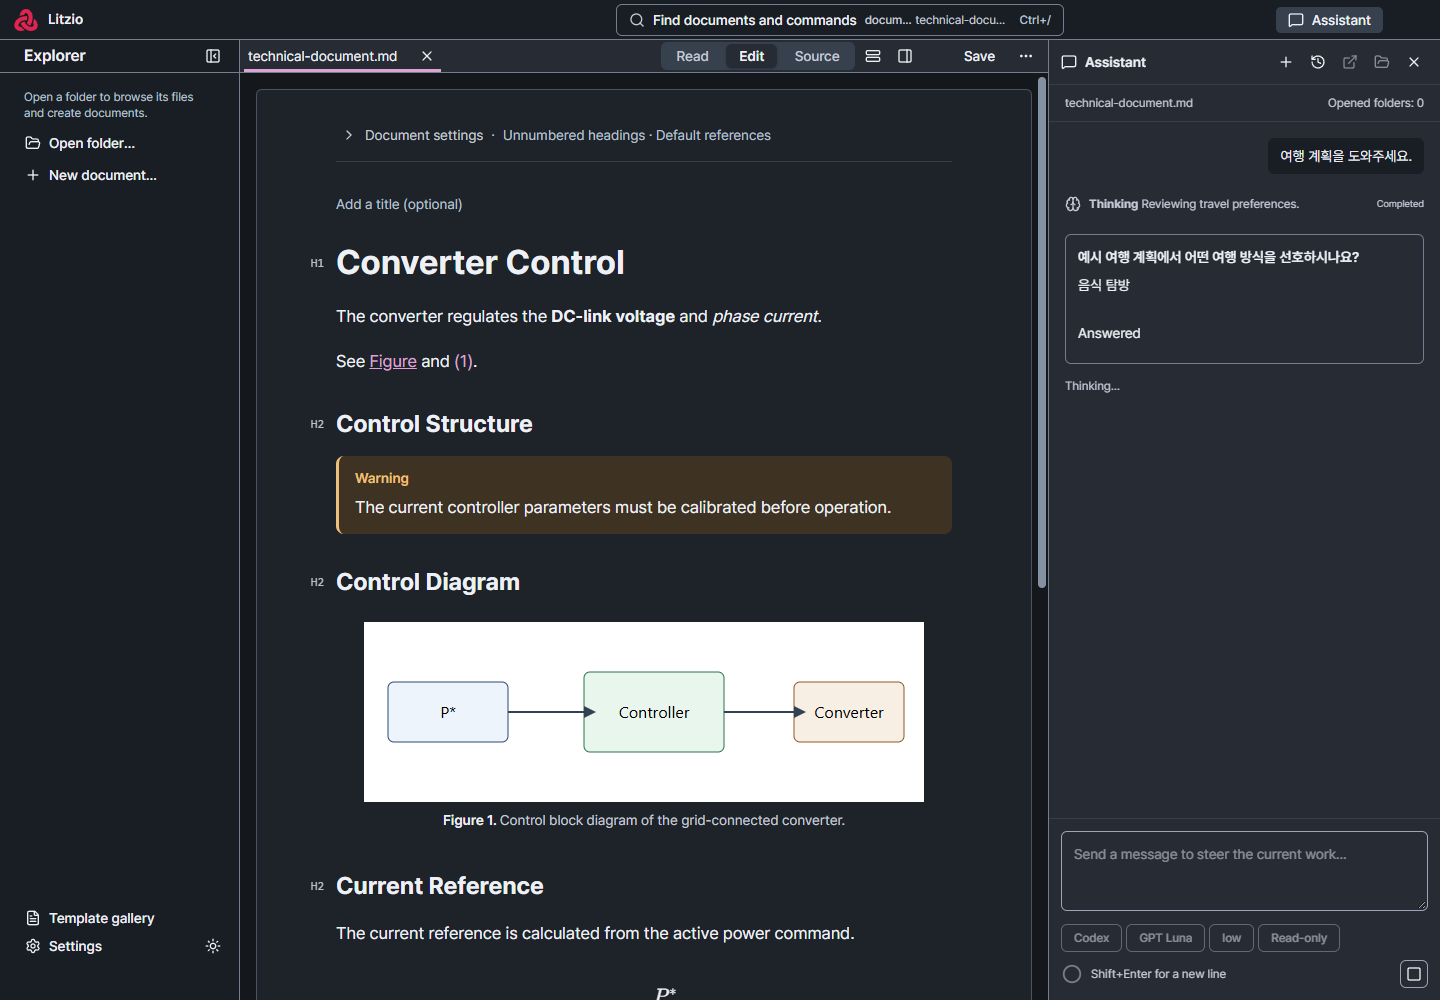 Litzio
Find documents and commands docum... technical-docu... Ctrl+/
Assistant
Explorer
technical-document.md
Read Edit Source
Save
Assistant
Open a folder to browse its files
and create documents.
Open folder...
New document...
Template gallery
Settings
Document settings · Unnumbered headings · Default references
Add a title (optional)
H1 Converter Control
The converter regulates the DC-link voltage and phase current.
See Figure and (1).
H2 Control Structure
Warning
The current controller parameters must be calibrated before operation.
H2 Control Diagram
P* Controller Converter
Figure 1. Control block diagram of the grid-connected converter.
H2 Current Reference
The current reference is calculated from the active power command.
P*
technical-document.md Opened folders: 0
여행 계획을 도와주세요.
Thinking Reviewing travel preferences. Completed
예시 여행 계획에서 어떤 여행 방식을 선호하시나요?
음식 탐방
Answered
Thinking...
Send a message to steer the current work...
Codex GPT Luna low Read-only
Shift+Enter for a new line